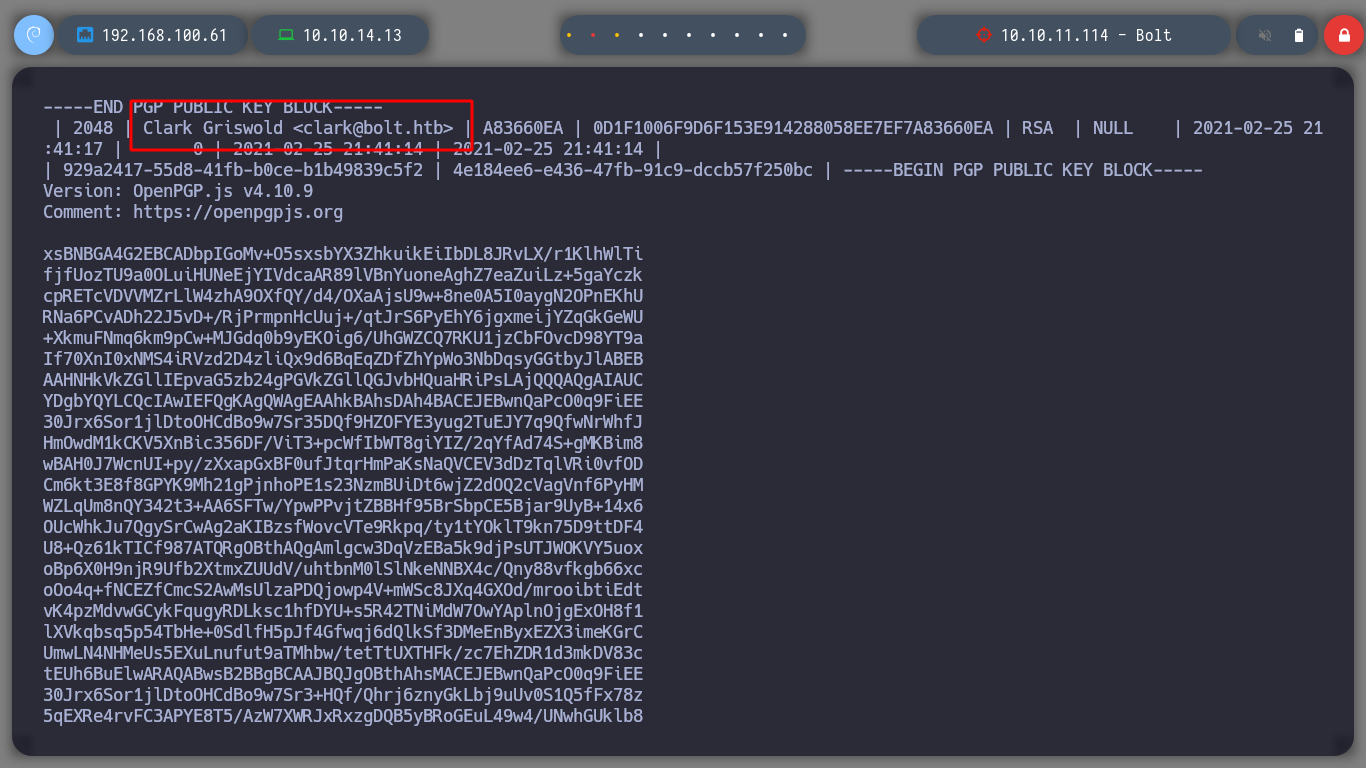 192.168.100.61
10.10.14.13
10.10.11.114 - Bolt
-----END PGP PUBLIC KEY BLOCK-----
| 2048 | Clark Griswold <clark@bolt.htb> | A83660EA | 0D1F1006F9D6F153E914288058EE7EF7A83660EA | RSA | NULL | 2021-02-25 21
:41:17 | 0 | 2021-02-25 21:41:14 | 2021-02-25 21:41:14 |
| 929a2417-55d8-41fb-b0ce-b1b49839c5f2 | 4e184ee6-e436-47fb-91c9-dccb57f250bc | -----BEGIN PGP PUBLIC KEY BLOCK-----
Version: OpenPGP.js v4.10.9
Comment: https://openpgpjs.org
xsBNBGA4G2EBCADbpIGoMv+O5sxsbYX3ZhkuikEiIbDL8JRvLX/r1KlhWlTi
fjfUozTU9a0OLuiHUNeEjYIVdcaAR89lVBnYuoneAghZ7eaZuiLz+5gaYczk
cpRETcVDVVMZrLlW4zhA9OXfQY/d4/OXaAjsU9w+8ne0A5I0aygN2OPnEKhU
RNa6PCvADh22J5vD+/RjPrmpnHcUuj+/qtJrS6PyEhY6jgxmeijYZqGkGeWU
+XkmuFNmq6km9pCw+MJGdq0b9yEKOig6/UhGWZCQ7RKU1jzCbFOvcD98YT9a
If70XnI0xNMS4iRVzd2D4zliQx9d6BqEqZDfZhYpWo3NbDqsyGGtbyJlABEB
AAHNHkVkZGllIEpvaG5zb24gPGVkZGllQGJvbHQuaHRiPsLAjQQQAQgAIAUC
YDgbYQYLCQcIAwIEFQgKAgQWAgEAAhkBAhsDAh4BACEJEBwnQaPcO0q9FiEE
30Jrx6Sor1jlDtoOHCdBo9w7Sr35DQf9HZOFYE3yug2TuEJY7q9QfwNrWhfJ
HmOwdM1kCKV5XnBic356DF/ViT3+pcWfIbWT8giYIZ/2qYfAd74S+gMKBim8
wBAH0J7WcnUI+py/zXxapGxBF0ufJtqrHmPaKsNaQVCEV3dDzTqlVRi0vfOD
Cm6kt3E8f8GPYK9Mh21gPjnhoPE1s23NzmBUiDt6wjZ2dOQ2cVagVnf6PyHM
WZLqUm8nQY342t3+AA6SFTw/YpwPPvjtZBBHf95BrSbpCE5Bjar9UyB+14x6
OUcWhkJu7QgySrCwAg2aKIBzsfWovcVTe9Rkpq/ty1tYOklT9kn75D9ttDF4
U8+Qz61kTICf987ATQRgOBthAQgAmlgcw3DqVzEBa5k9djPsUTJWOKVY5uox
oBp6X0H9njR9Ufb2XtmxZUUdV/uhtbnM0lSlNkeNNBX4c/Qny88vfkgb66xc
oOo4q+fNCEZfCmcS2AwMsUlzaPDQjowp4V+mWSc8JXq4GXOd/mrooibtiEdt
vK4pzMdvwGCykFqugyRDLksc1hfDYU+s5R42TNiMdW7OwYAplnOjgExOH8f1
lXVkqbsq5p54TbHe+0SdlfH5pJf4Gfwqj6dQlkSf3DMeEnByxEZX3imeKGrC
UmwLN4NHMeUs5EXuLnufut9aTMhbw/tetTtUXTHFk/zc7EhZDR1d3mkDV83c
tEUh6BuElwARAQABwsB2BBgBCAAJBQJgOBthAhsMACEJEBwnQaPcO0q9FiEE
30Jrx6Sor1jlDtoOHCdBo9w7Sr3+HQf/Qhrj6znyGkLbj9uUv0S1Q5fFx78z
5qEXRe4rvFC3APYE8T5/AzW7XWRJxRxzgDQB5yBRoGEuL49w4/UNwhGUklb8